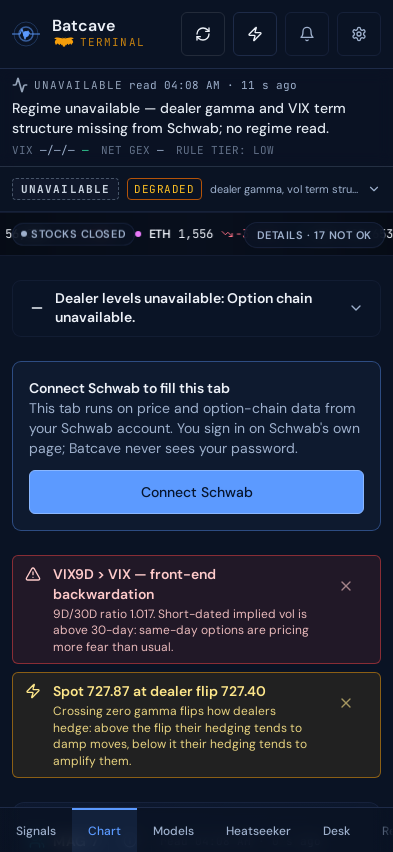 Batcave
TERMINAL
UNAVAILABLE read 04:08 AM · 11 s ago
Regime unavailable — dealer gamma and VIX term
structure missing from Schwab; no regime read.
VIX —/—/— — NET GEX — RULE TIER: LOW
UNAVAILABLE DEGRADED dealer gamma, vol term stru…
5 STOCKS CLOSED ETH 1,556 DETAILS · 17 NOT OK
Dealer levels unavailable: Option chain
unavailable.
Connect Schwab to fill this tab
This tab runs on price and option-chain data from
your Schwab account. You sign in on Schwab's own
page; Batcave never sees your password.
Connect Schwab
VIX9D > VIX — front-end
backwardation
9D/30D ratio 1.017. Short-dated implied vol is
above 30-day: same-day options are pricing
more fear than usual.
Spot 727.87 at dealer flip 727.40
Crossing zero gamma flips how dealers
hedge: above the flip their hedging tends to
damp moves, below it their hedging tends to
amplify them.
Signals Chart Models Heatseeker Desk